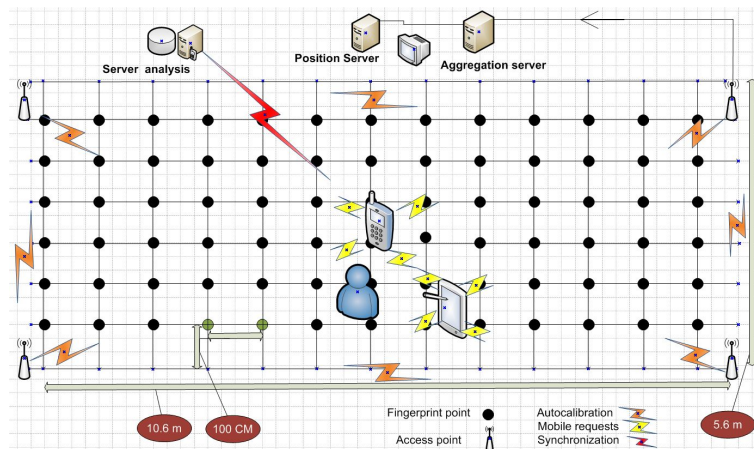 Server analysis
Position Server
Aggregation server
10.6 m
100 CM
5.6 m
Fingerprint point
Access point
Autocalibration
Mobile requests
Synchronization